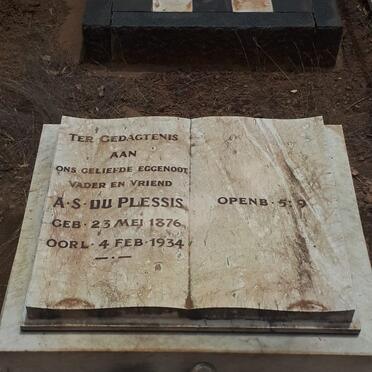 TER GEDAGTENIS
AAN
ONS GELIEFDE EGGENOOT
VADER EN VRIEND
A.S. DU PLESSIS
GEB. 23 MEI 1876
OORL. 4 FEB. 1934
OPENB. 5:9